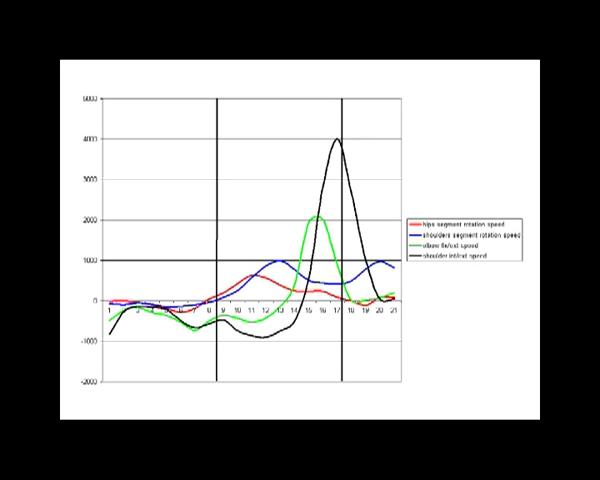 5000
4000
3000
2000
1000
0
-1000
-2000
1 3 5 7 8 9 10 11 12 13 14 15 16 17 18 19 20 21
hips segment rotation speed
shoulders segment rotation speed
elbow flx/ext speed
shoulder int/ext speed